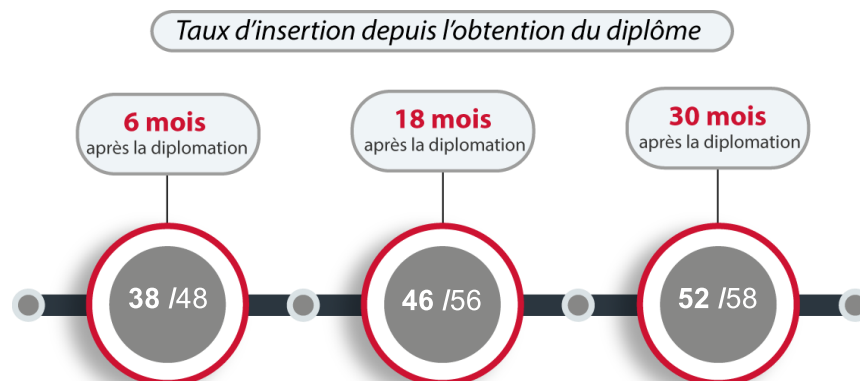 Taux d'insertion depuis l'obtention du diplôme
6 mois
après la diplomation
18 mois
après la diplomation
30 mois
après la diplomation
38 /48
46 /56
52 /58